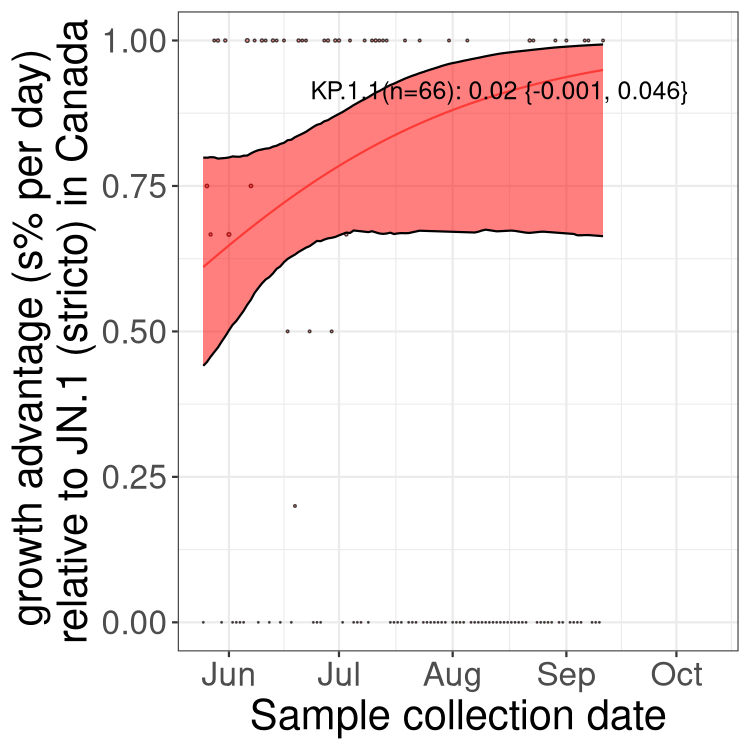 growth advantage (s% per day)
relative to JN.1 (stricto) in Canada
1.00
0.75
0.50
0.25
0.00
KP.1.1(n=66): 0.02 {-0.001, 0.046}
Jun Jul Aug Sep Oct
Sample collection date